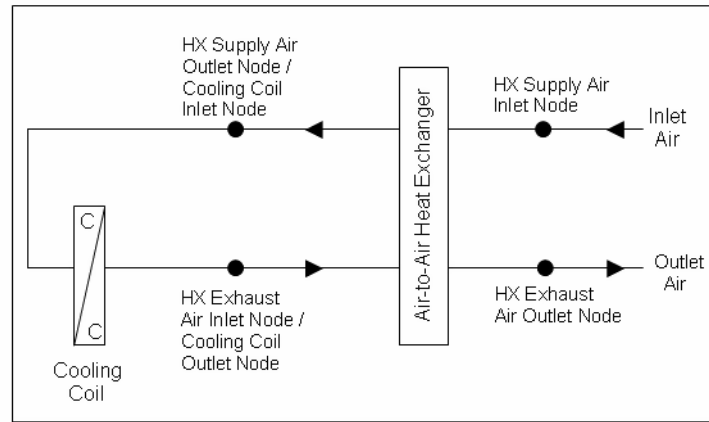 HX Supply Air
Outlet Node /
Cooling Coil
Inlet Node
Air-to-Air Heat Exchanger
HX Supply Air
Inlet Node
Inlet
Air
C
C
Cooling
Coil
HX Exhaust
Air Inlet Node /
Cooling Coil
Outlet Node
HX Exhaust
Air Outlet Node
Outlet
Air